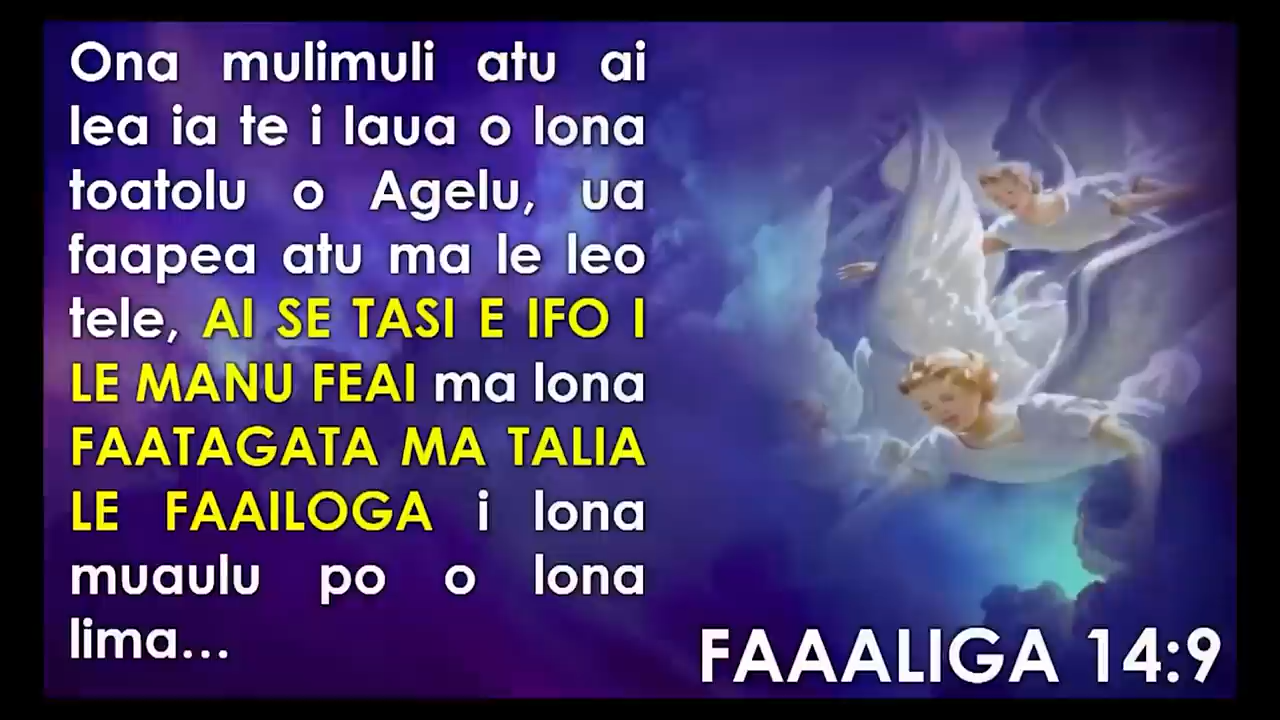 Ona mulimuli atu ai
lea ia te i laua o lona
toatolu o Agelu, ua
faapea atu ma le leo
tele, AI SE TASI E IFO I
LE MANU FEAI ma lona
FAATAGATA MA TALIA
LE FAAILOGA i lona
muaulu po o lona
lima...
FAAALIGA 14:9